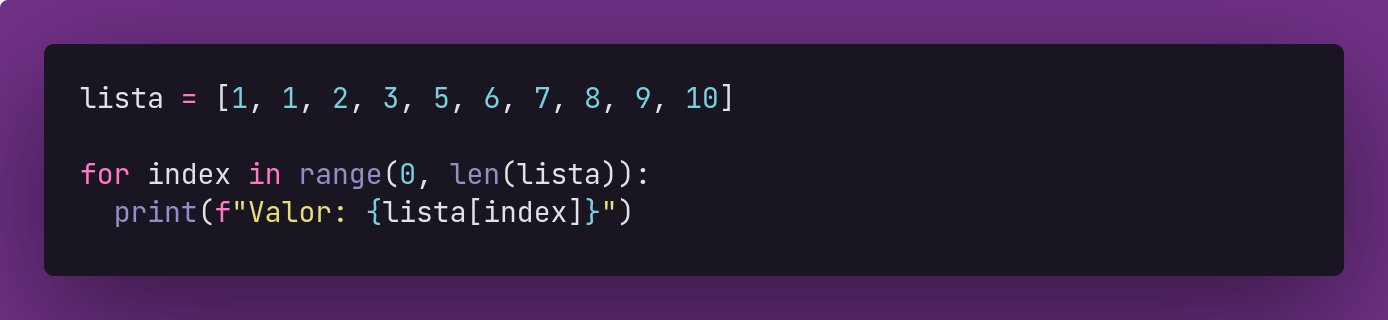 lista = [1, 1, 2, 3, 5, 6, 7, 8, 9, 10]
for index in range(0, len(lista)):
  print(f"Valor: {lista[index]}")